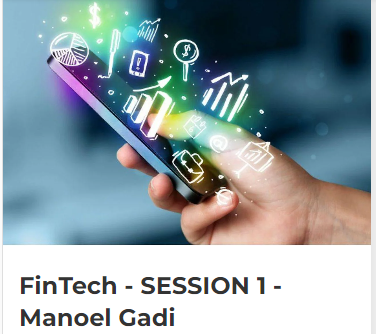 FinTech - SESSION 1 -
Manoel Gadi